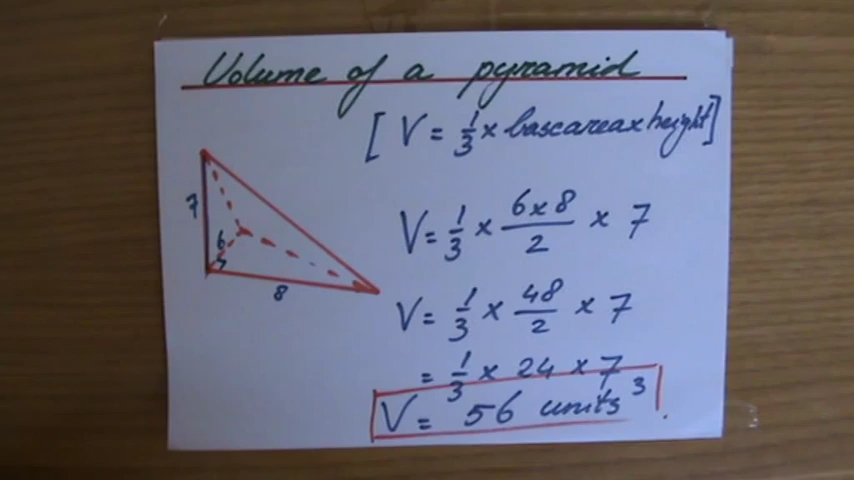 Volume of a pyramid
[ V = 1/3 x basearea x height ]
7
6
8
V = 1/3 x 6x8/2 x 7
V = 1/3 x 48/2 x 7
= 1/3 x 24 x 7
V = 56 units³.